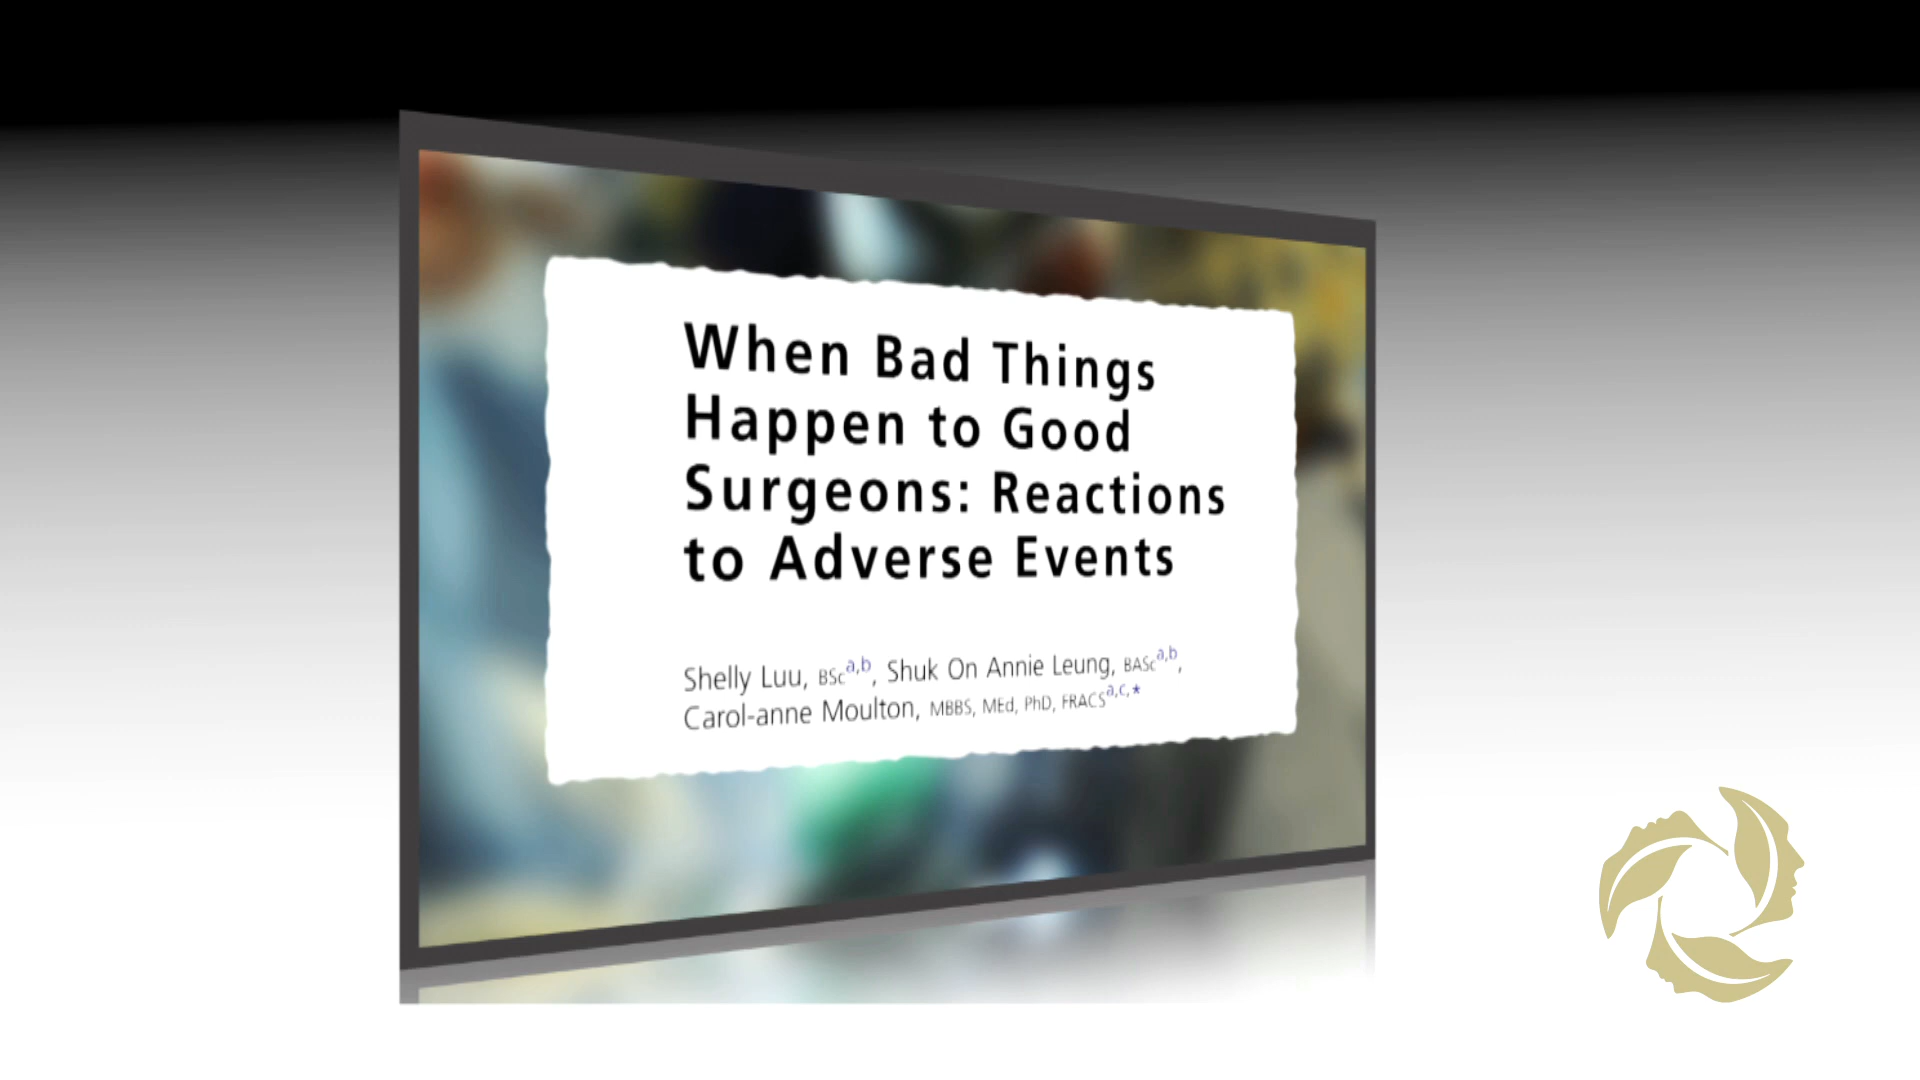 When Bad Things
Happen to Good
Surgeons: Reactions
to Adverse Events
Shelly Luu, BSc a,b, Shuk On Annie Leung, BASc a,b,
Carol-anne Moulton, MBBS, MEd, PhD, FRACS a,c,*